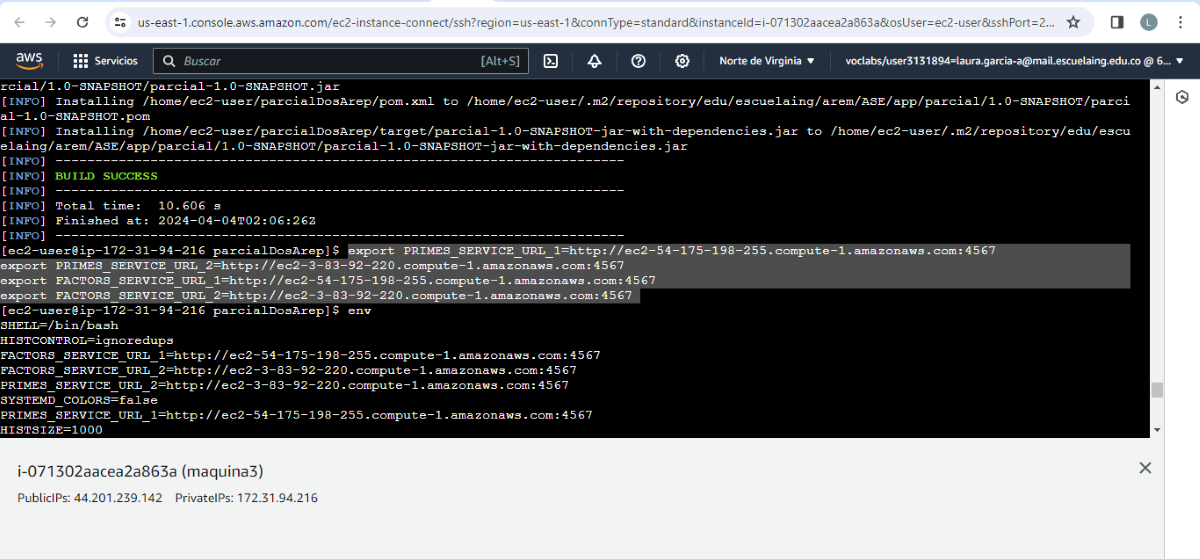 us-east-1.console.aws.amazon.com/ec2-instance-connect/ssh?region=us-east-1&connType=standard&instanceId=i-071302aacea2a863a&osUser=ec2-user&sshPort=2...
L
aws
Servicios
Buscar
[Alt+S]
Norte de Virginia
voclabs/user3131894=laura.garcia-a@mail.escuelaing.edu.co @ 6...
rcial/1.0-SNAPSHOT/parcial-1.0-SNAPSHOT.jar
[INFO] Installing /home/ec2-user/parcialDosArep/pom.xml to /home/ec2-user/.m2/repository/edu/escuelaing/arem/ASE/app/parcial/1.0-SNAPSHOT/parci
al-1.0-SNAPSHOT.pom
[INFO] Installing /home/ec2-user/parcialDosArep/target/parcial-1.0-SNAPSHOT-jar-with-dependencies.jar to /home/ec2-user/.m2/repository/edu/escu
elaing/arem/ASE/app/parcial/1.0-SNAPSHOT/parcial-1.0-SNAPSHOT-jar-with-dependencies.jar
[INFO] ------------------------------------------------------------------------
[INFO] BUILD SUCCESS
[INFO] ------------------------------------------------------------------------
[INFO] Total time:  10.606 s
[INFO] Finished at: 2024-04-04T02:06:26Z
[INFO] ------------------------------------------------------------------------
[ec2-user@ip-172-31-94-216 parcialDosArep]$ export PRIMES_SERVICE_URL_1=http://ec2-54-175-198-255.compute-1.amazonaws.com:4567
export PRIMES_SERVICE_URL_2=http://ec2-3-83-92-220.compute-1.amazonaws.com:4567
export FACTORS_SERVICE_URL_1=http://ec2-54-175-198-255.compute-1.amazonaws.com:4567
export FACTORS_SERVICE_URL_2=http://ec2-3-83-92-220.compute-1.amazonaws.com:4567
[ec2-user@ip-172-31-94-216 parcialDosArep]$ env
SHELL=/bin/bash
HISTCONTROL=ignoredups
FACTORS_SERVICE_URL_1=http://ec2-54-175-198-255.compute-1.amazonaws.com:4567
FACTORS_SERVICE_URL_2=http://ec2-3-83-92-220.compute-1.amazonaws.com:4567
PRIMES_SERVICE_URL_2=http://ec2-3-83-92-220.compute-1.amazonaws.com:4567
SYSTEMD_COLORS=false
PRIMES_SERVICE_URL_1=http://ec2-54-175-198-255.compute-1.amazonaws.com:4567
HISTSIZE=1000
i-071302aacea2a863a (maquina3)
PublicIPs: 44.201.239.142 PrivateIPs: 172.31.94.216